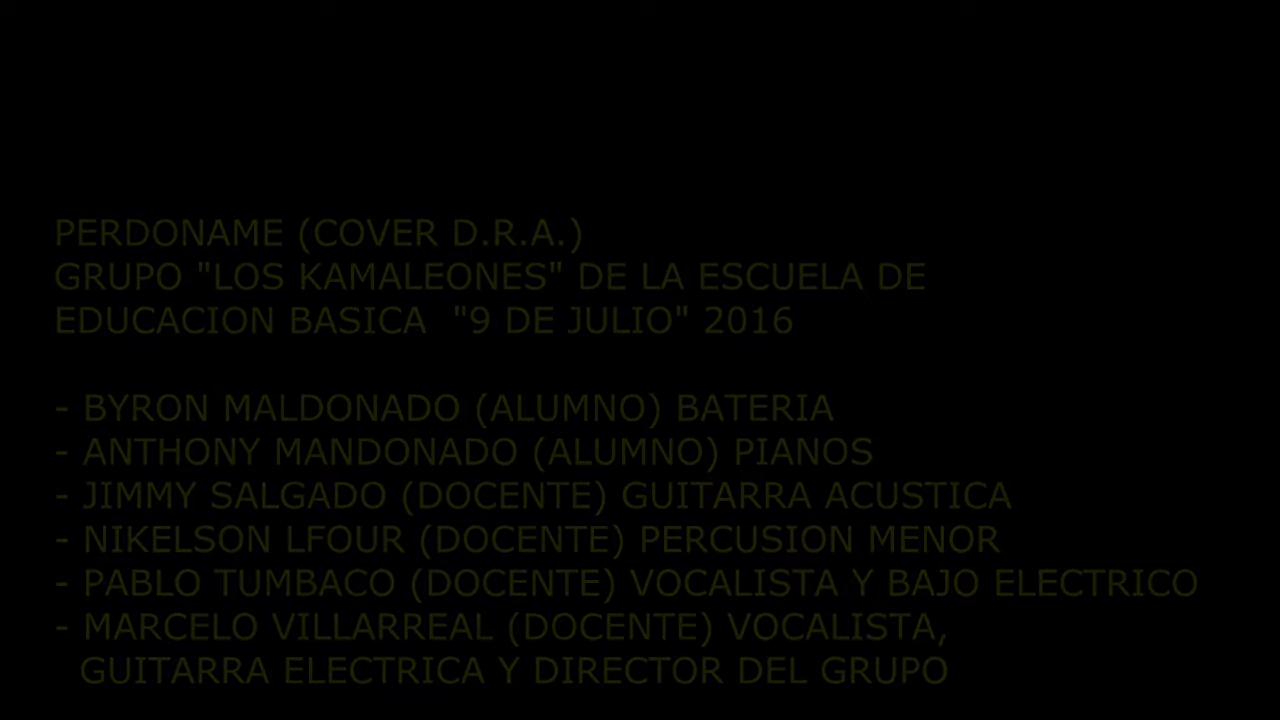 PERDONAME (COVER D.R.A.)
GRUPO "LOS KAMALEONES" DE LA ESCUELA DE
EDUCACION BASICA  "9 DE JULIO" 2016
- BYRON MALDONADO (ALUMNO) BATERIA
- ANTHONY MANDONADO (ALUMNO) PIANOS
- JIMMY SALGADO (DOCENTE) GUITARRA ACUSTICA
- NIKELSON LFOUR (DOCENTE) PERCUSION MENOR
- PABLO TUMBACO (DOCENTE) VOCALISTA Y BAJO ELECTRICO
- MARCELO VILLARREAL (DOCENTE) VOCALISTA,
GUITARRA ELECTRICA Y DIRECTOR DEL GRUPO